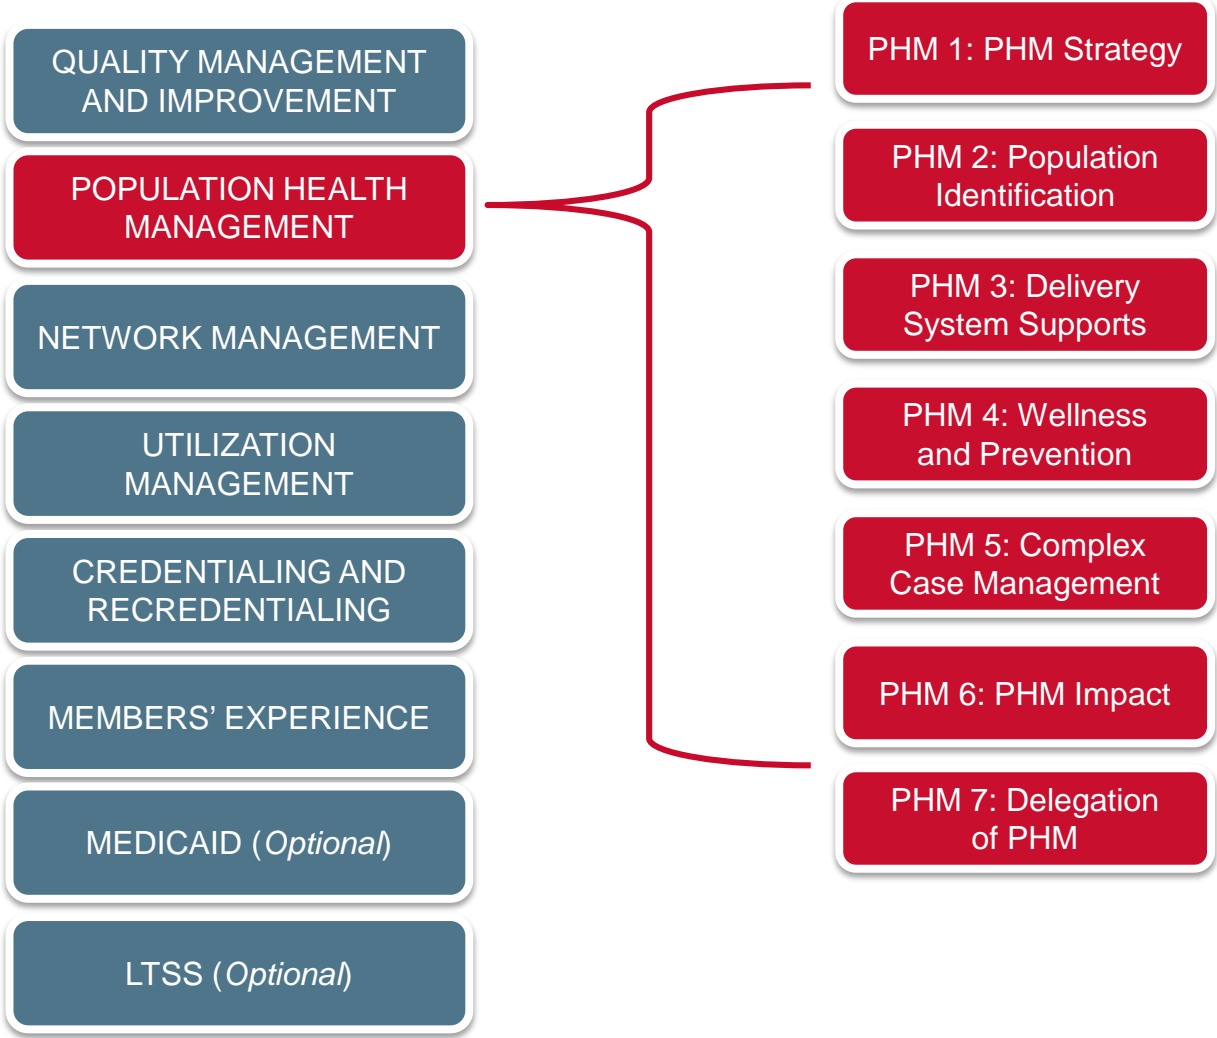 QUALITY MANAGEMENT
AND IMPROVEMENT
POPULATION HEALTH
MANAGEMENT
NETWORK MANAGEMENT
UTILIZATION
MANAGEMENT
CREDENTIALING AND
RECREDENTIALING
MEMBERS’ EXPERIENCE
MEDICAID (Optional)
LTSS (Optional)
PHM 1: PHM Strategy
PHM 2: Population
Identification
PHM 3: Delivery
System Supports
PHM 4: Wellness
and Prevention
PHM 5: Complex
Case Management
PHM 6: PHM Impact
PHM 7: Delegation
of PHM